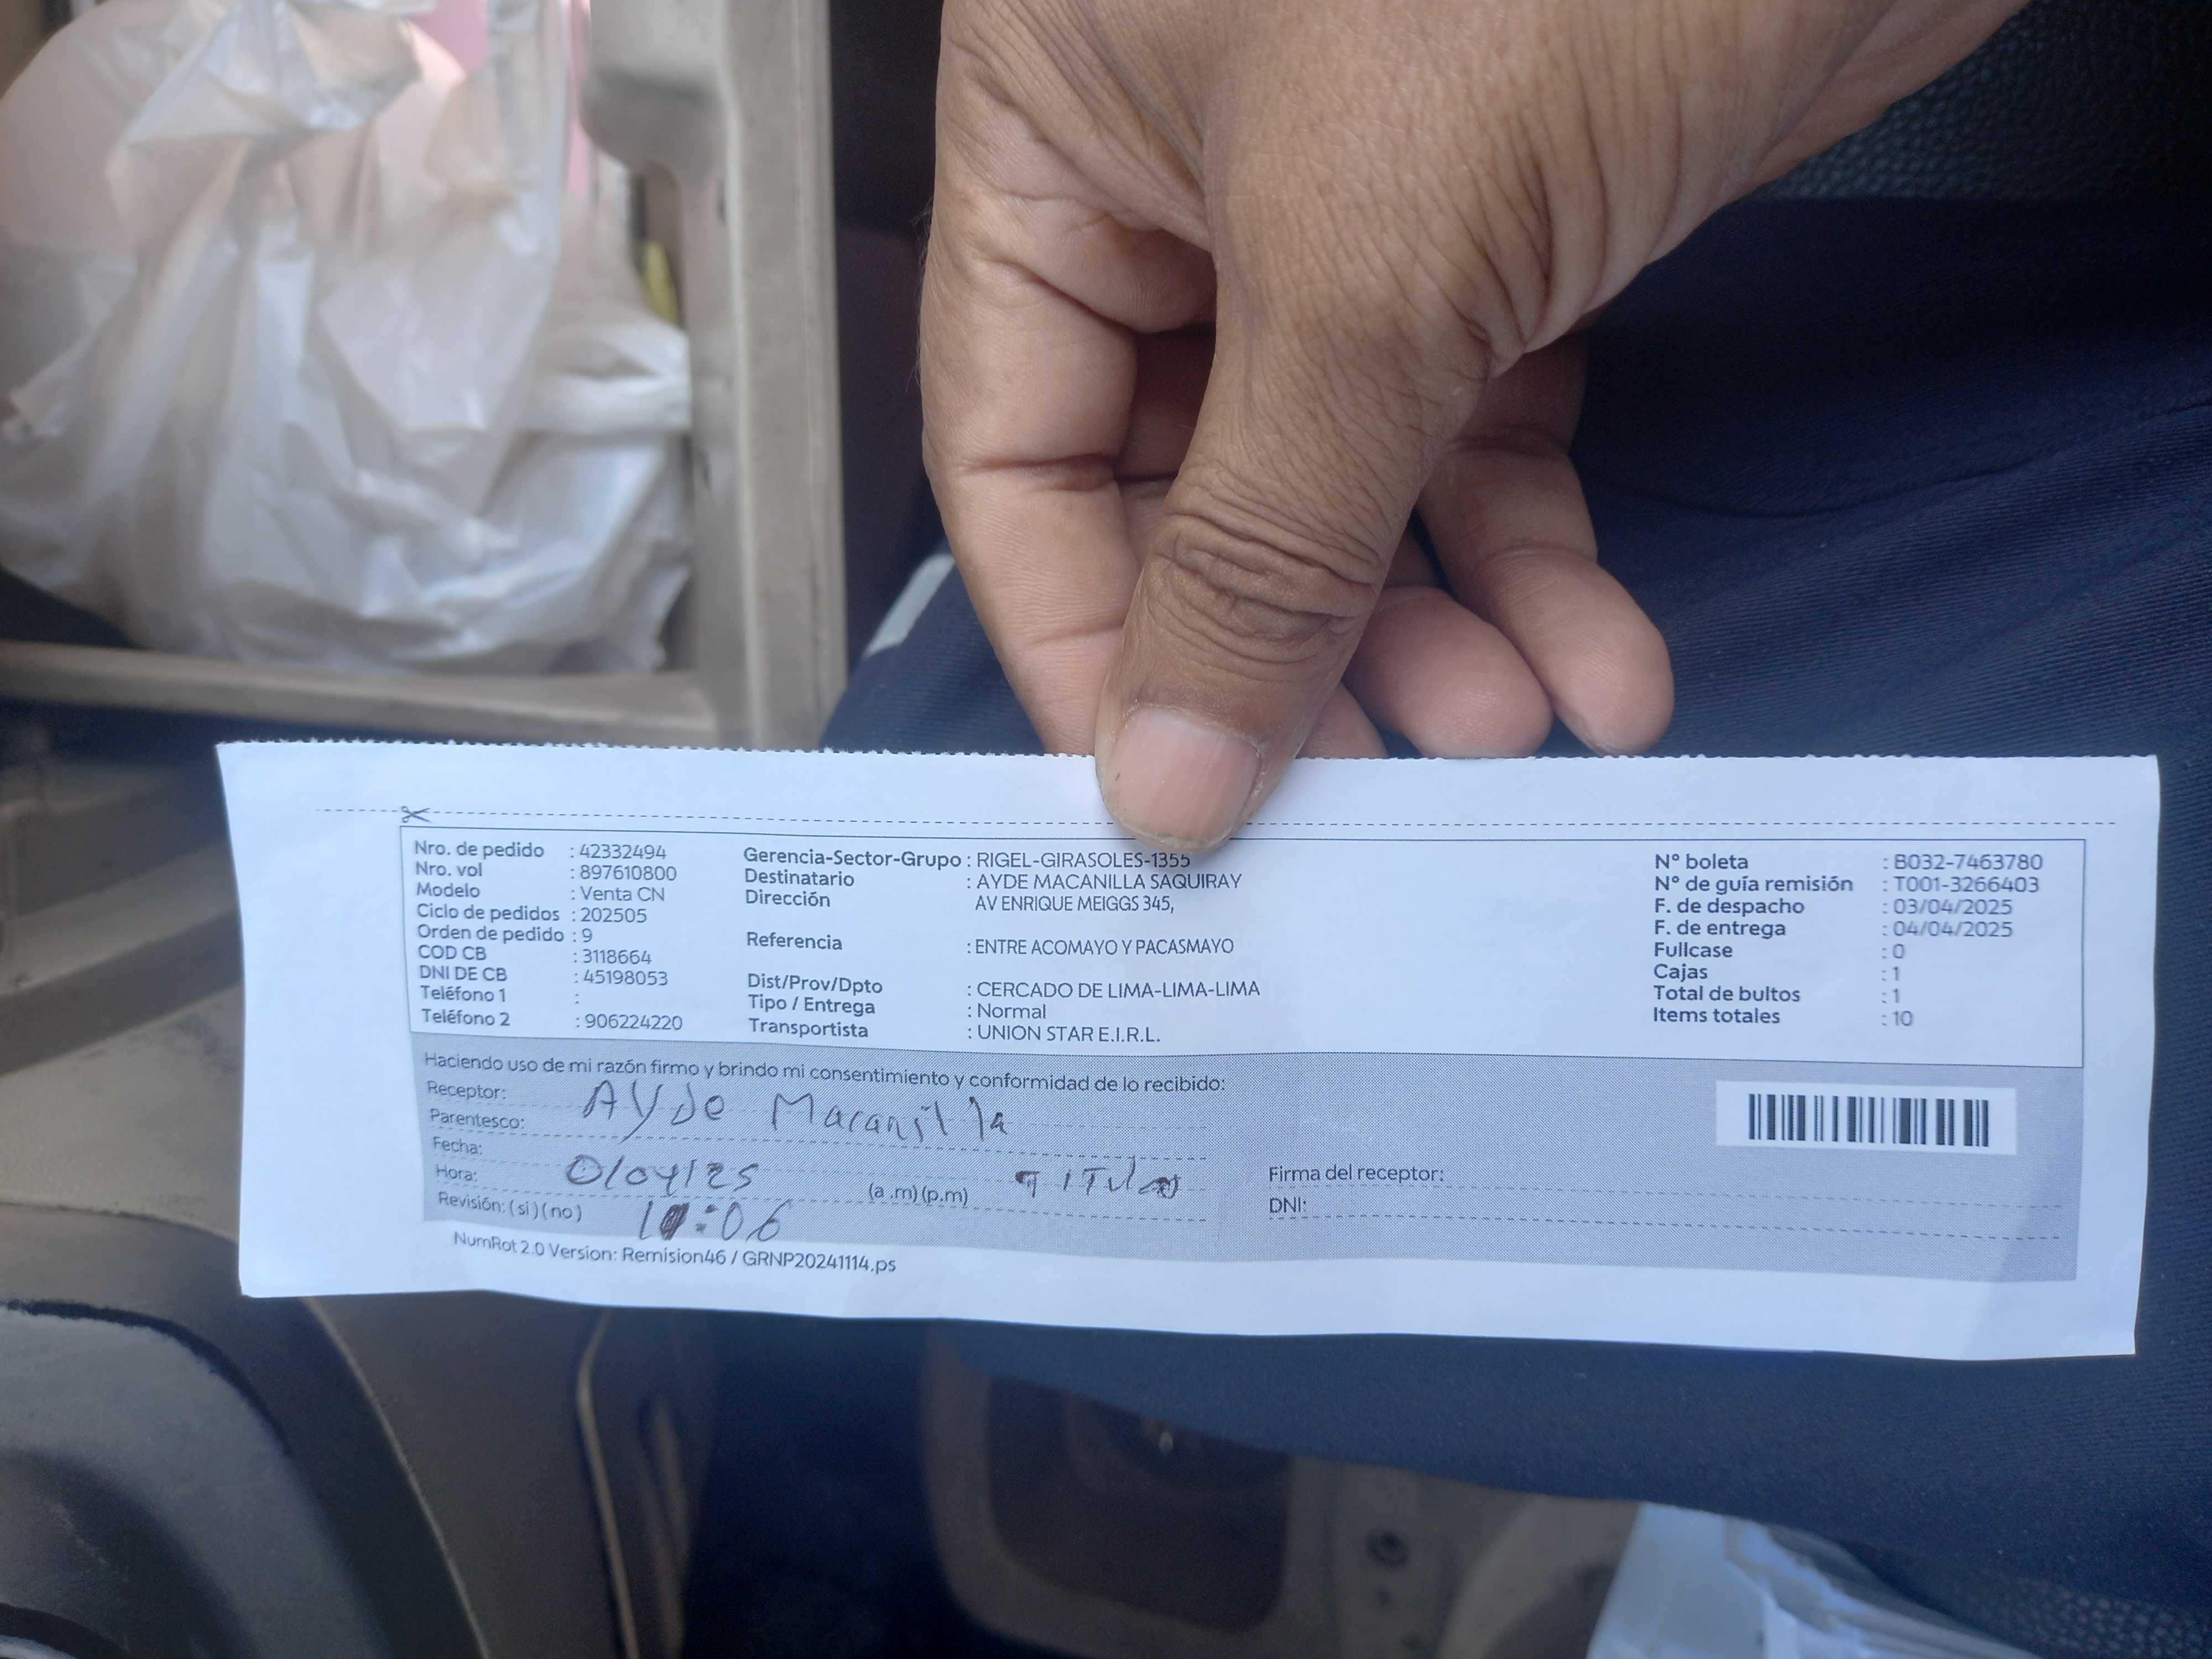 Nro. de pedido : 42332494
Nro. vol : 897610800
Modelo : Venta CN
Ciclo de pedidos : 202505
Orden de pedido : 9
COD CB : 3118664
DNI DE CB : 45198053
Teléfono 1 :
Teléfono 2 : 906224220
Gerencia-Sector-Grupo : RIGEL-GIRASOLES-1355
Destinatario : AYDE MACANILLA SAQUIRAY
Dirección AV ENRIQUE MEIGGS 345,
Referencia : ENTRE ACOMAYO Y PACASMAYO
Dist/Prov/Dpto : CERCADO DE LIMA-LIMA-LIMA
Tipo / Entrega : Normal
Transportista : UNION STAR E.I.R.L.
N° boleta : B032-7463780
N° de guía remisión : T001-3266403
F. de despacho : 03/04/2025
F. de entrega : 04/04/2025
Fullcase : 0
Cajas : 1
Total de bultos : 1
Items totales : 10
Haciendo uso de mi razón firmo y brindo mi consentimiento y conformidad de lo recibido:
Receptor: Ayde Macanilla
Parentesco:
Fecha:
Hora: (a .m) (p.m)
Revisión: ( si ) ( no )
Firma del receptor:
DNI:
NumRot 2.0 Version: Remision46 / GRNP20241114.ps